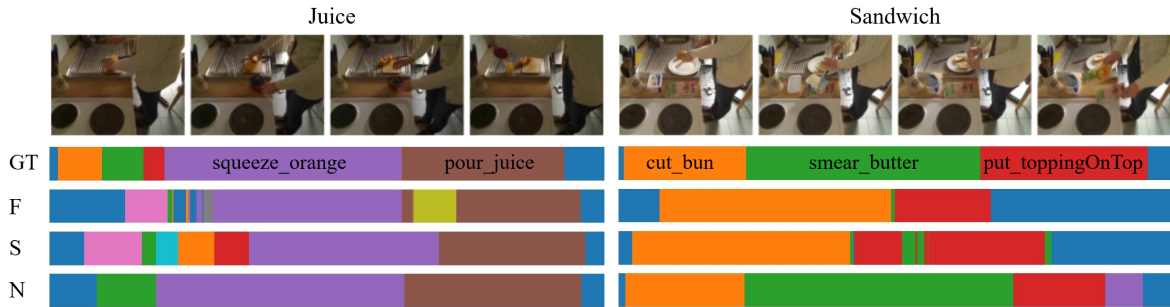 Juice
Sandwich
GT
squeeze_orange
pour_juice
cut_bun
smear_butter
put_toppingOnTop
F
S
N